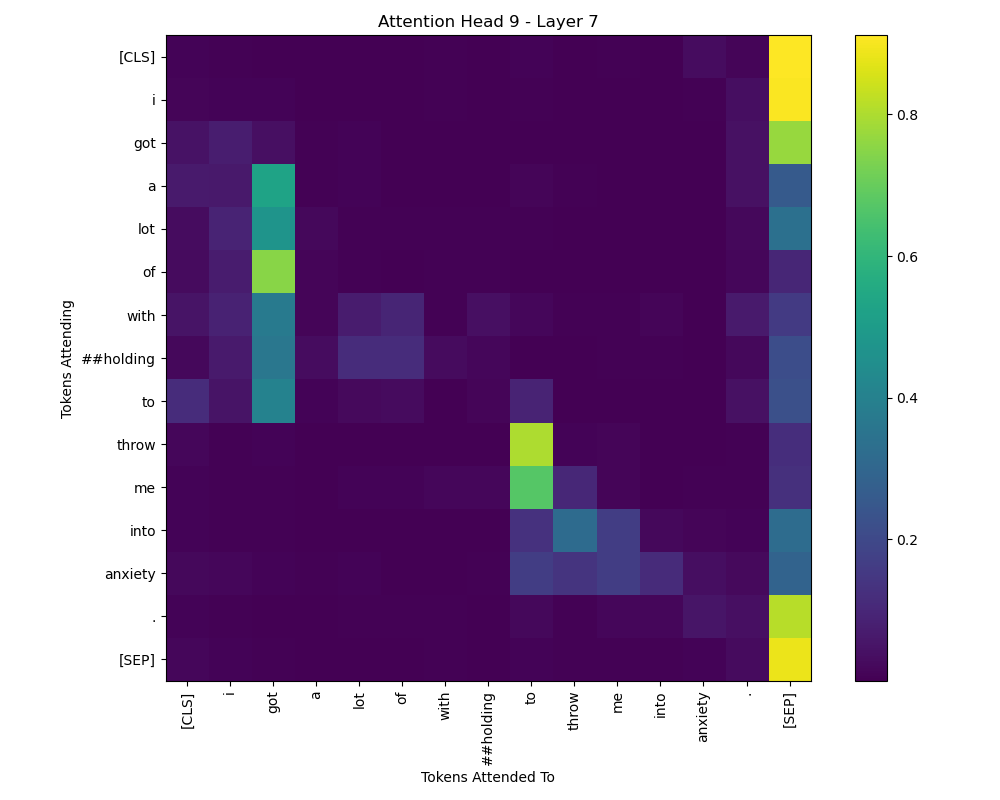 Attention Head 9 - Layer 7
[CLS]
i
got
a
lot
of
with
##holding
to
throw
me
into
anxiety
.
[SEP]
Tokens Attending
[CLS]
i
got
a
lot
of
with
##holding
to
throw
me
into
anxiety
.
[SEP]
Tokens Attended To
0.8
0.6
0.4
0.2